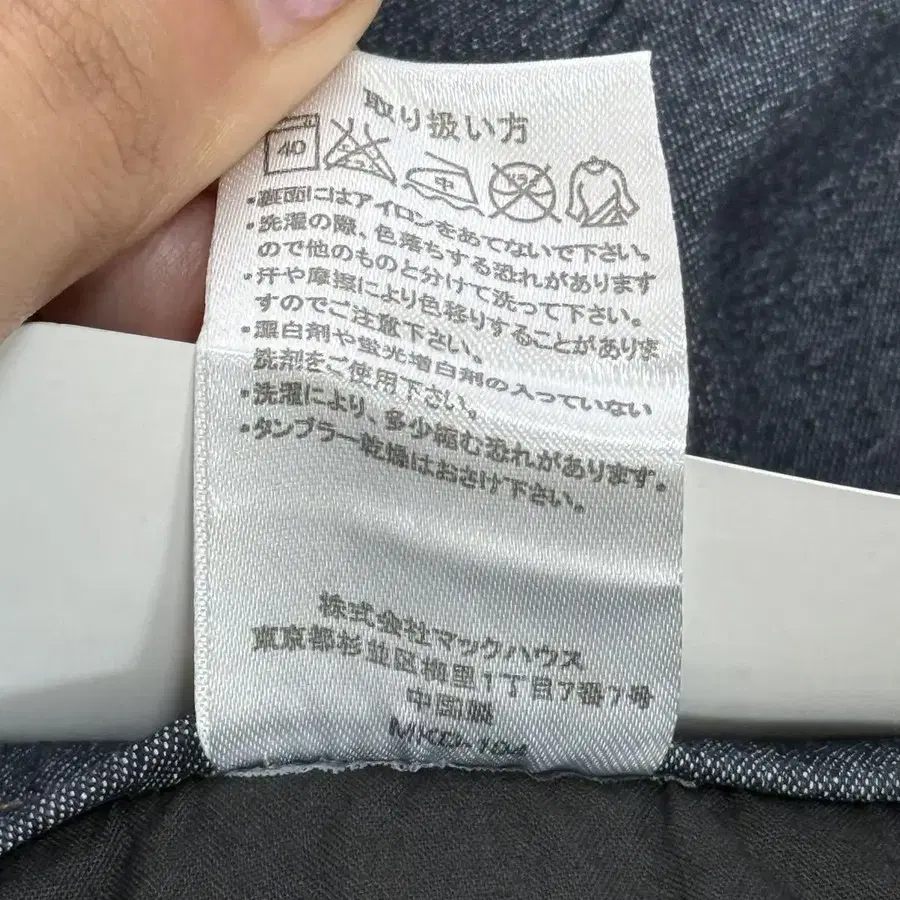 取り扱い方
40
中
・裏面にはアイロンをあてないで下さい。
・洗濯の際、色落ちする恐れがあります
ので他のものと分けて洗って下さい。
・汗や摩擦により色移りすることがありま
すのでご注意下さい。
・漂白剤や蛍光増白剤の入っていない
洗剤をご使用下さい。
・洗濯により、多少縮む恐れがあります。
・タンブラー乾燥はおさけ下さい。
株式会社マックハウス
東京都杉並区梅里1丁目7番7号
中国製